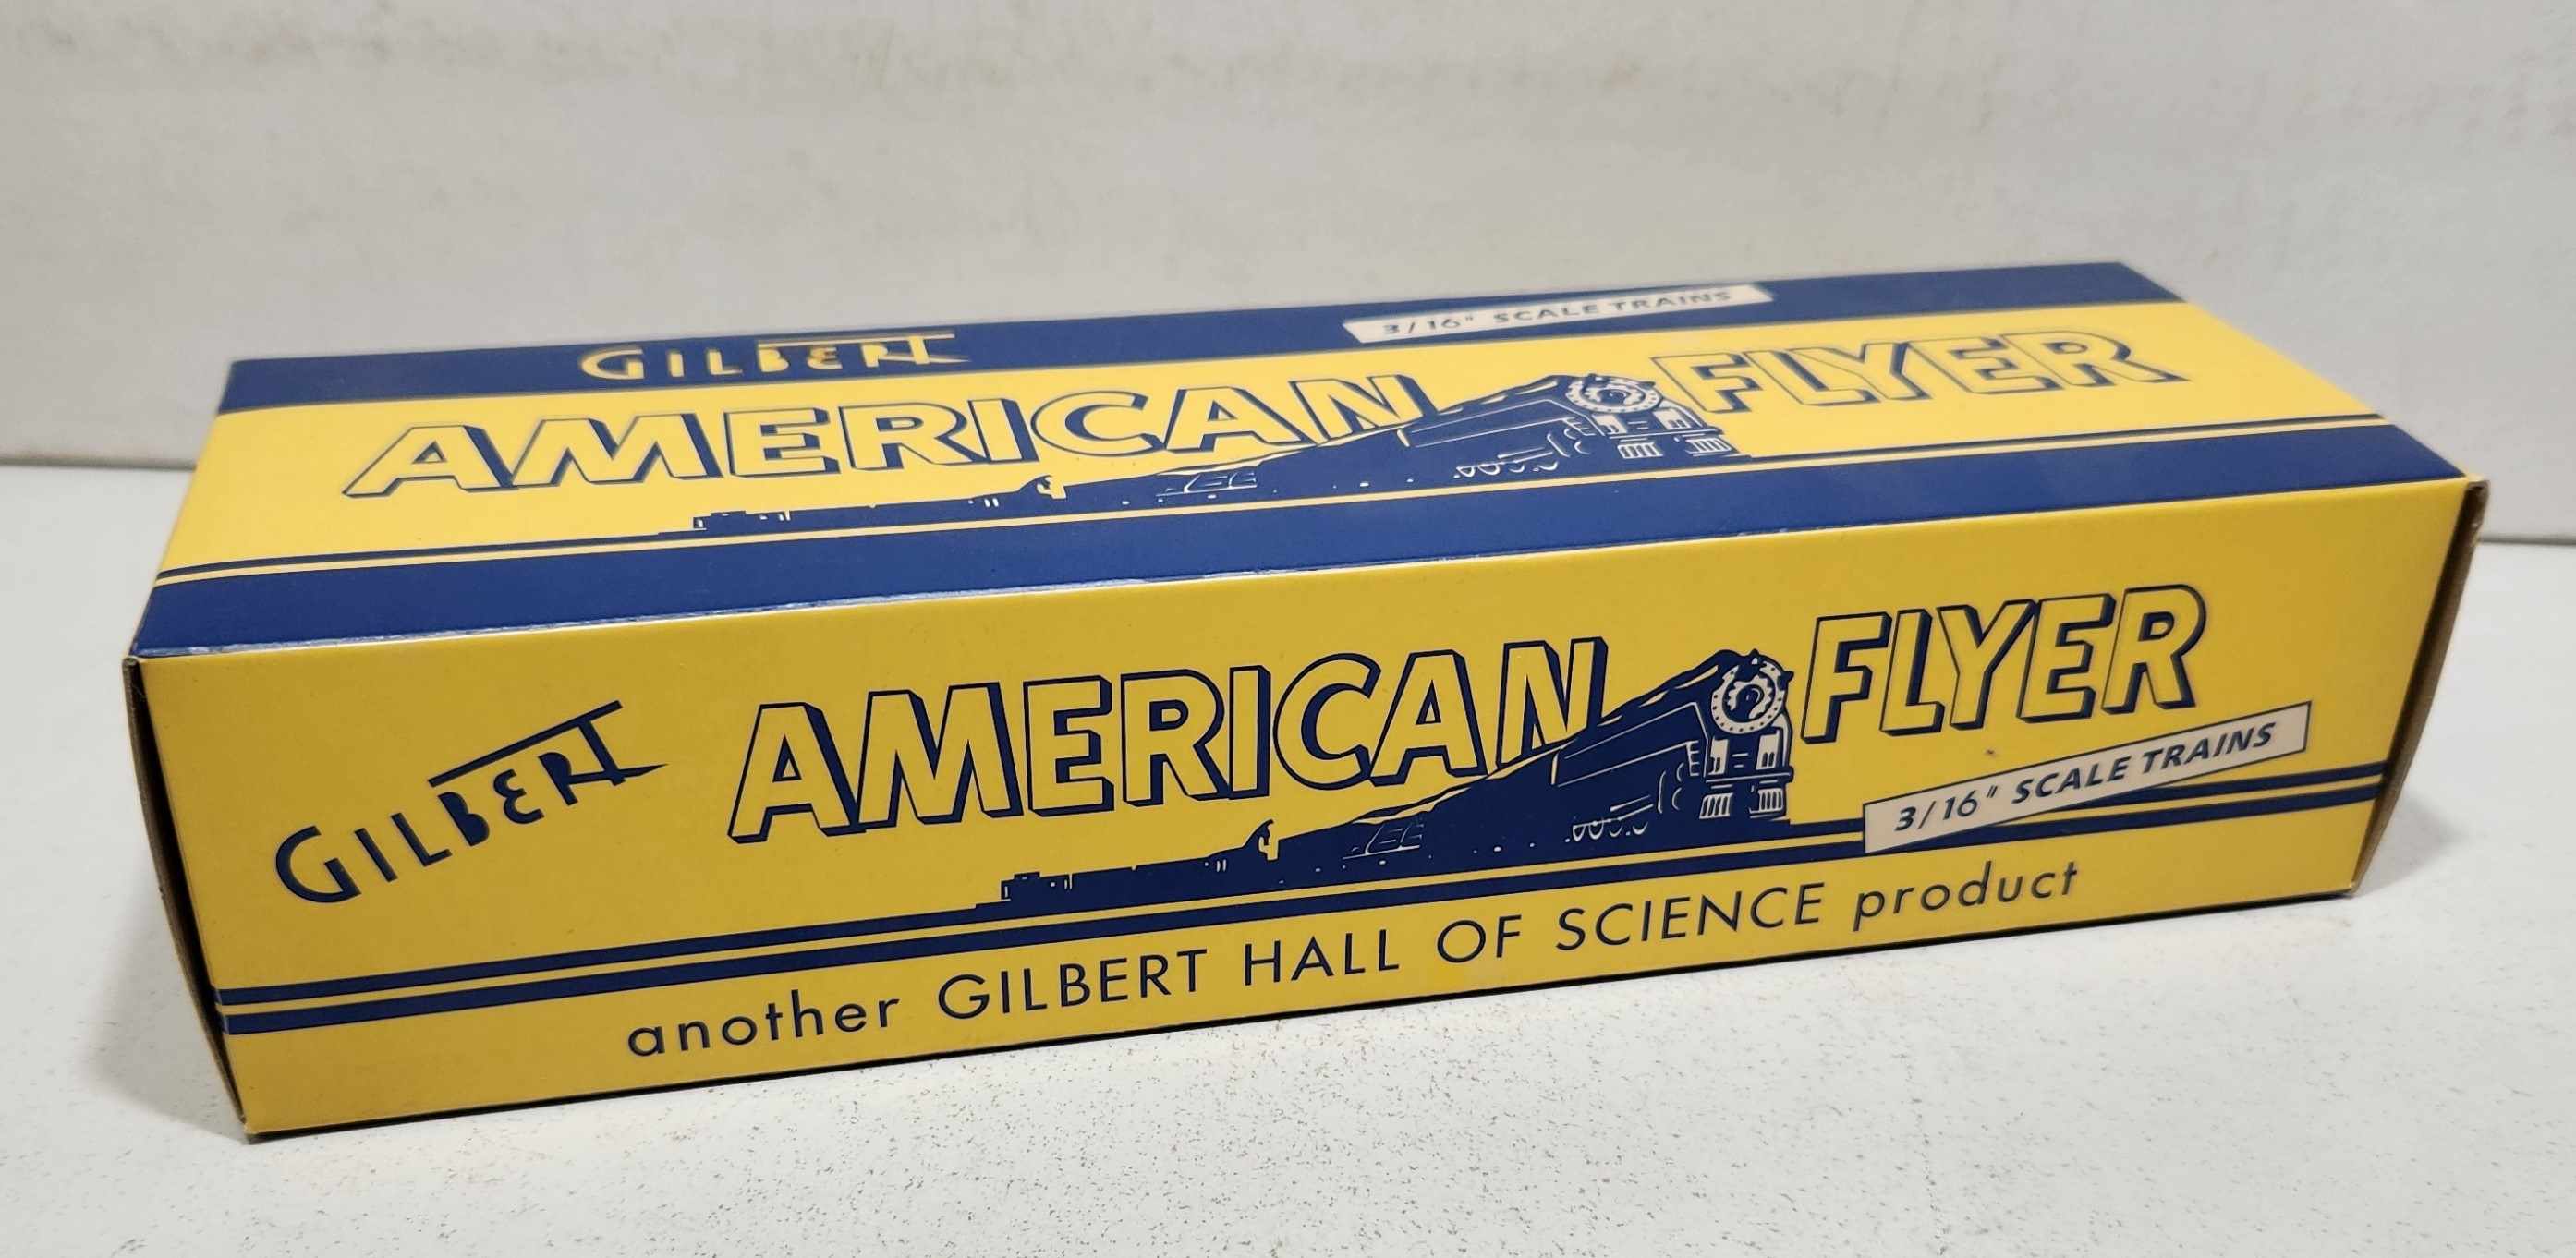 GILBERT
3/16" SCALE TRAINS
AMERICAN FLYER
GILBERT
AMERICAN FLYER
3/16" SCALE TRAINS
another GILBERT HALL OF SCIENCE product